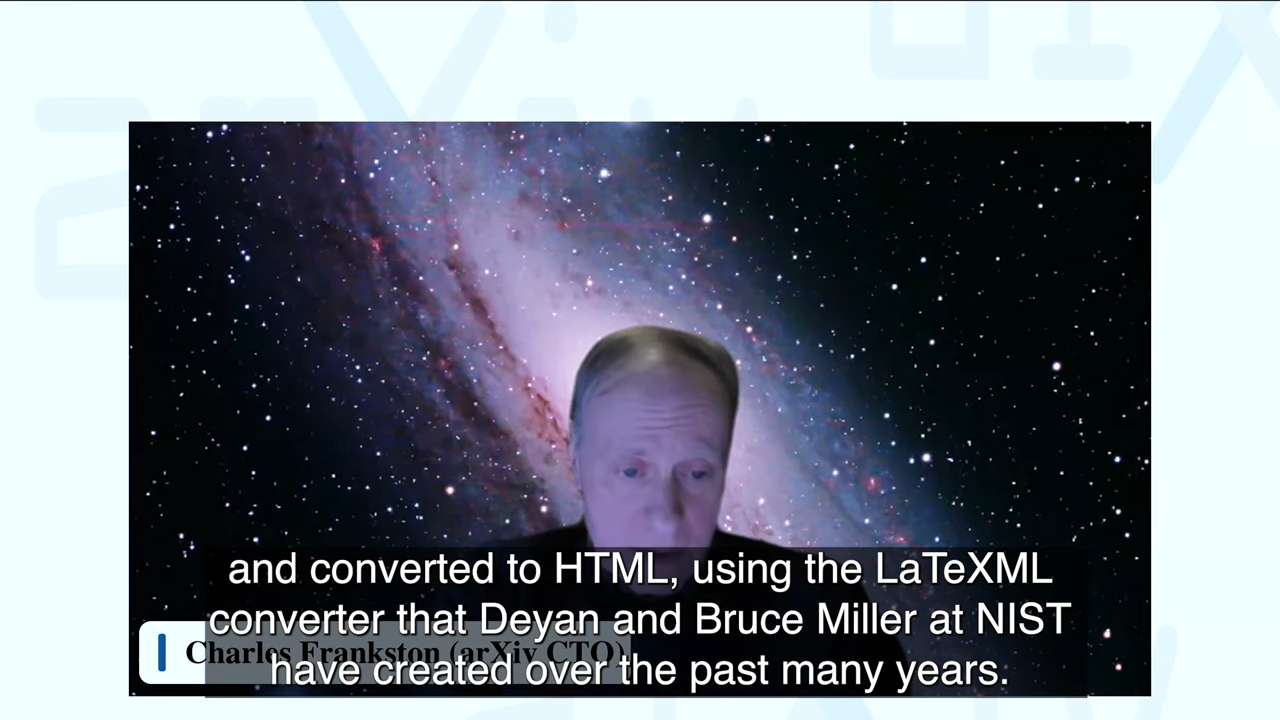 and converted to HTML, using the LaTeXML
converter that Deyan and Bruce Miller at NIST
Charles Frankston (arXiv CTO)
have created over the past many years.